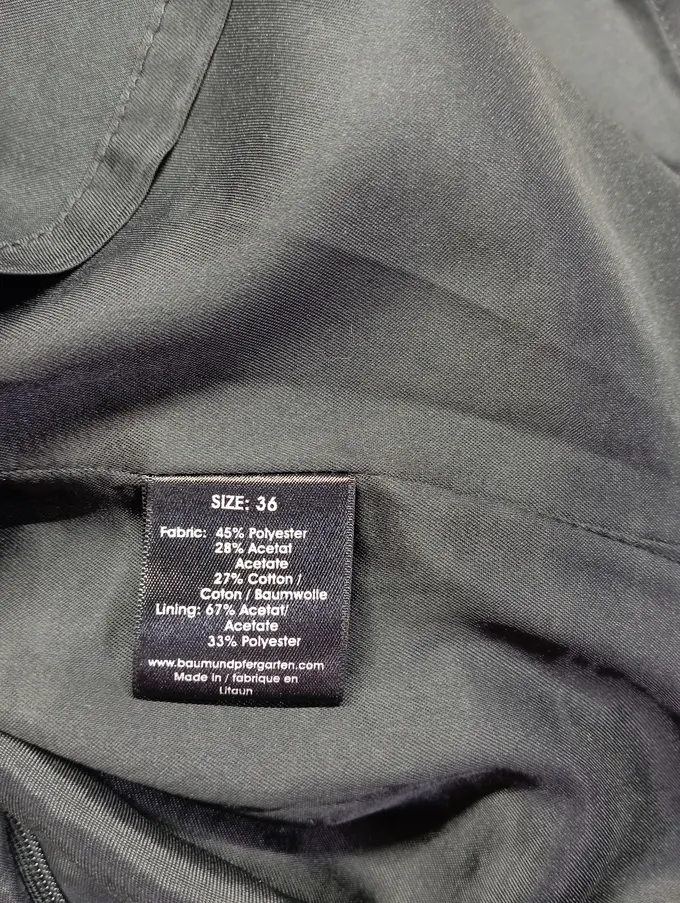 SIZE: 36
Fabric: 45% Polyester
28% Acetat
Acetate
27% Cotton /
Coton / Baumwolle
Lining: 67% Acetat/
Acetate
33% Polyester
www.baumundpfergarten.com
Made in / fabrique en
Litaun